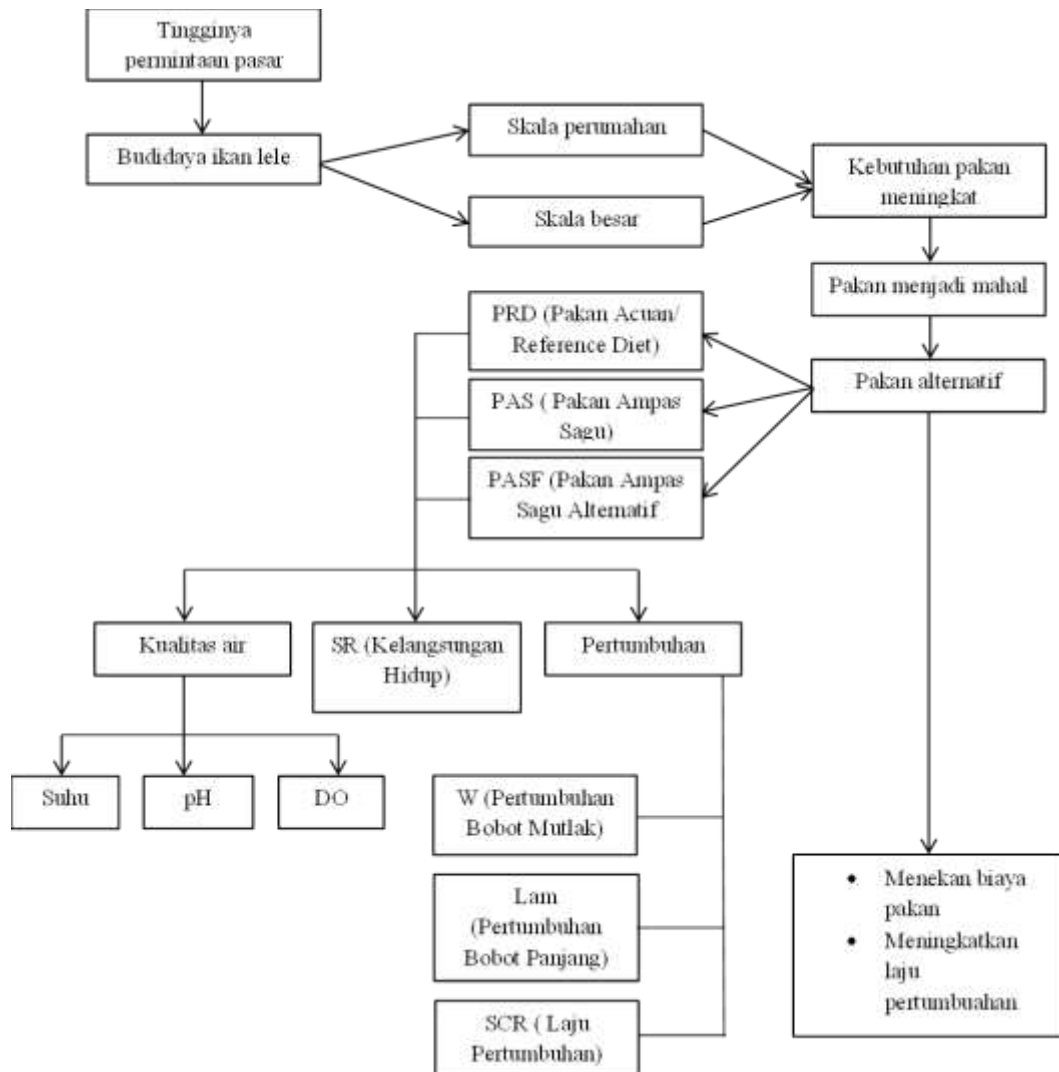 Tingginya
permintaan pasar
Budidaya ikan lele
Skala perumahan
Skala besar
Kebutuhan pakan
meningkat
Pakan menjadi mahal
Pakan alternatif
PRD (Pakan Acuan/
Reference Diet)
PAS ( Pakan Ampas
Sagu)
PASF (Pakan Ampas
Sagu Alternatif
Kualitas air
SR (Kelangsungan
Hidup)
Pertumbuhan
Suhu
pH
DO
W (Pertumbuhan
Bobot Mutlak)
Lam
(Pertumbuhan
Bobot Panjang)
SCR ( Laju
Pertumbuhan)
• Menekan biaya
pakan
• Meningkatkan
laju
pertumbuahan